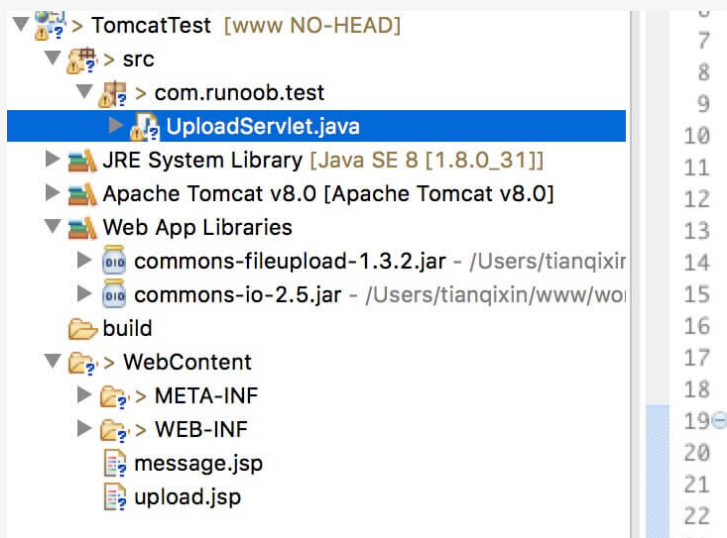 > TomcatTest [www NO-HEAD]
> src
> com.runoob.test
UploadServlet.java
JRE System Library [Java SE 8 [1.8.0_31]]
Apache Tomcat v8.0 [Apache Tomcat v8.0]
Web App Libraries
commons-fileupload-1.3.2.jar - /Users/tianqixin
commons-io-2.5.jar - /Users/tianqixin/www/wor
build
> WebContent
> META-INF
> WEB-INF
message.jsp
upload.jsp
7
8
9
10
11
12
13
14
15
16
17
18
19
20
21
22